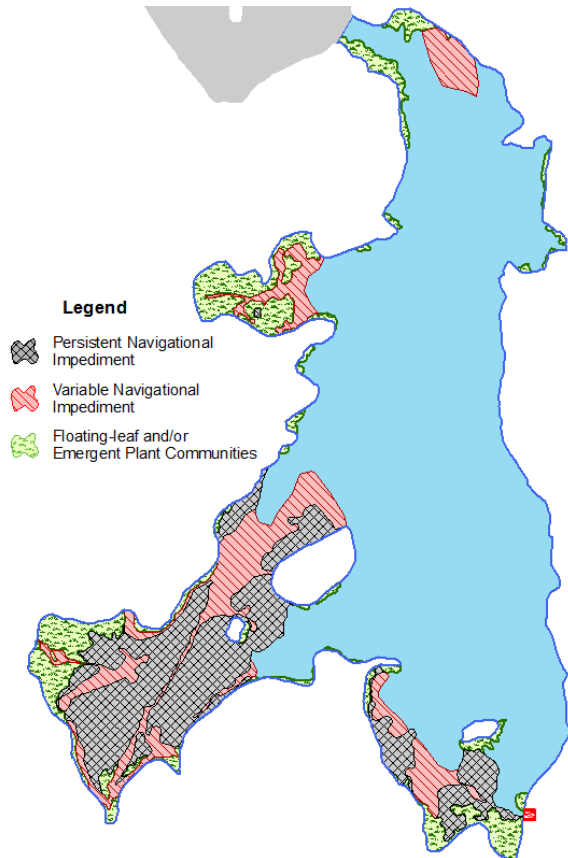 Legend
Persistent Navigational
Impediment
Variable Navigational
Impediment
Floating-leaf and/or
Emergent Plant Communities